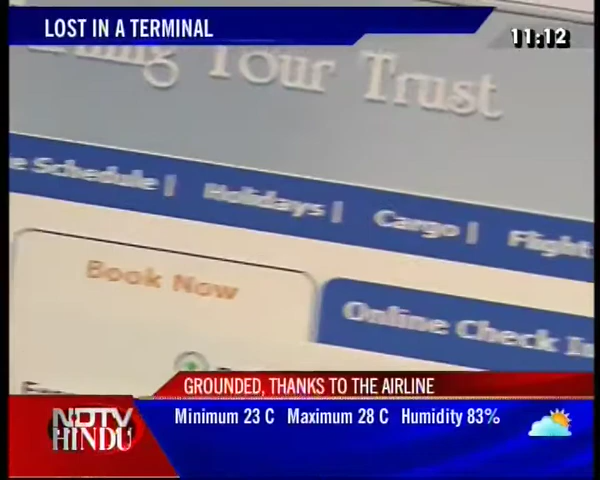 LOST IN A TERMINAL
11:12
Your Trust
Schedule | Holidays | Cargo | Flight
Book Now
Online Check In
GROUNDED, THANKS TO THE AIRLINE
NDTV
HINDU
Minimum 23 C Maximum 28 C Humidity 83%